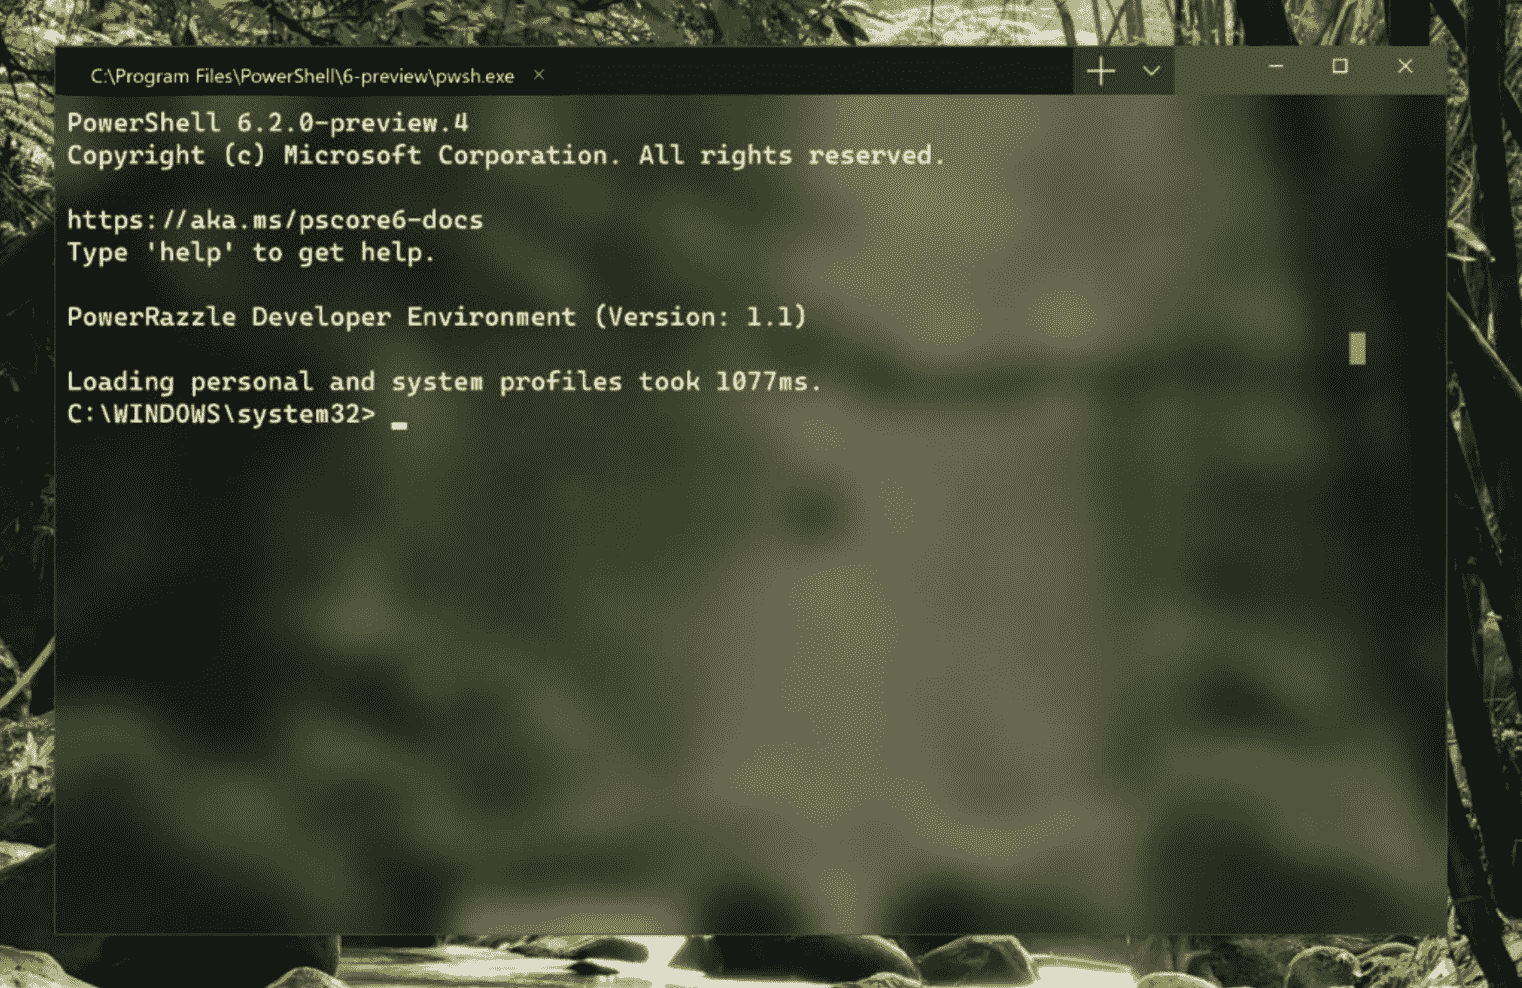 C:\Program Files\PowerShell\6-preview\pwsh.exe
PowerShell 6.2.0-preview.4
Copyright (c) Microsoft Corporation. All rights reserved.
https://aka.ms/pscore6-docs
Type 'help' to get help.
PowerRazzle Developer Environment (Version: 1.1)
Loading personal and system profiles took 1077ms.
C:\WINDOWS\system32>